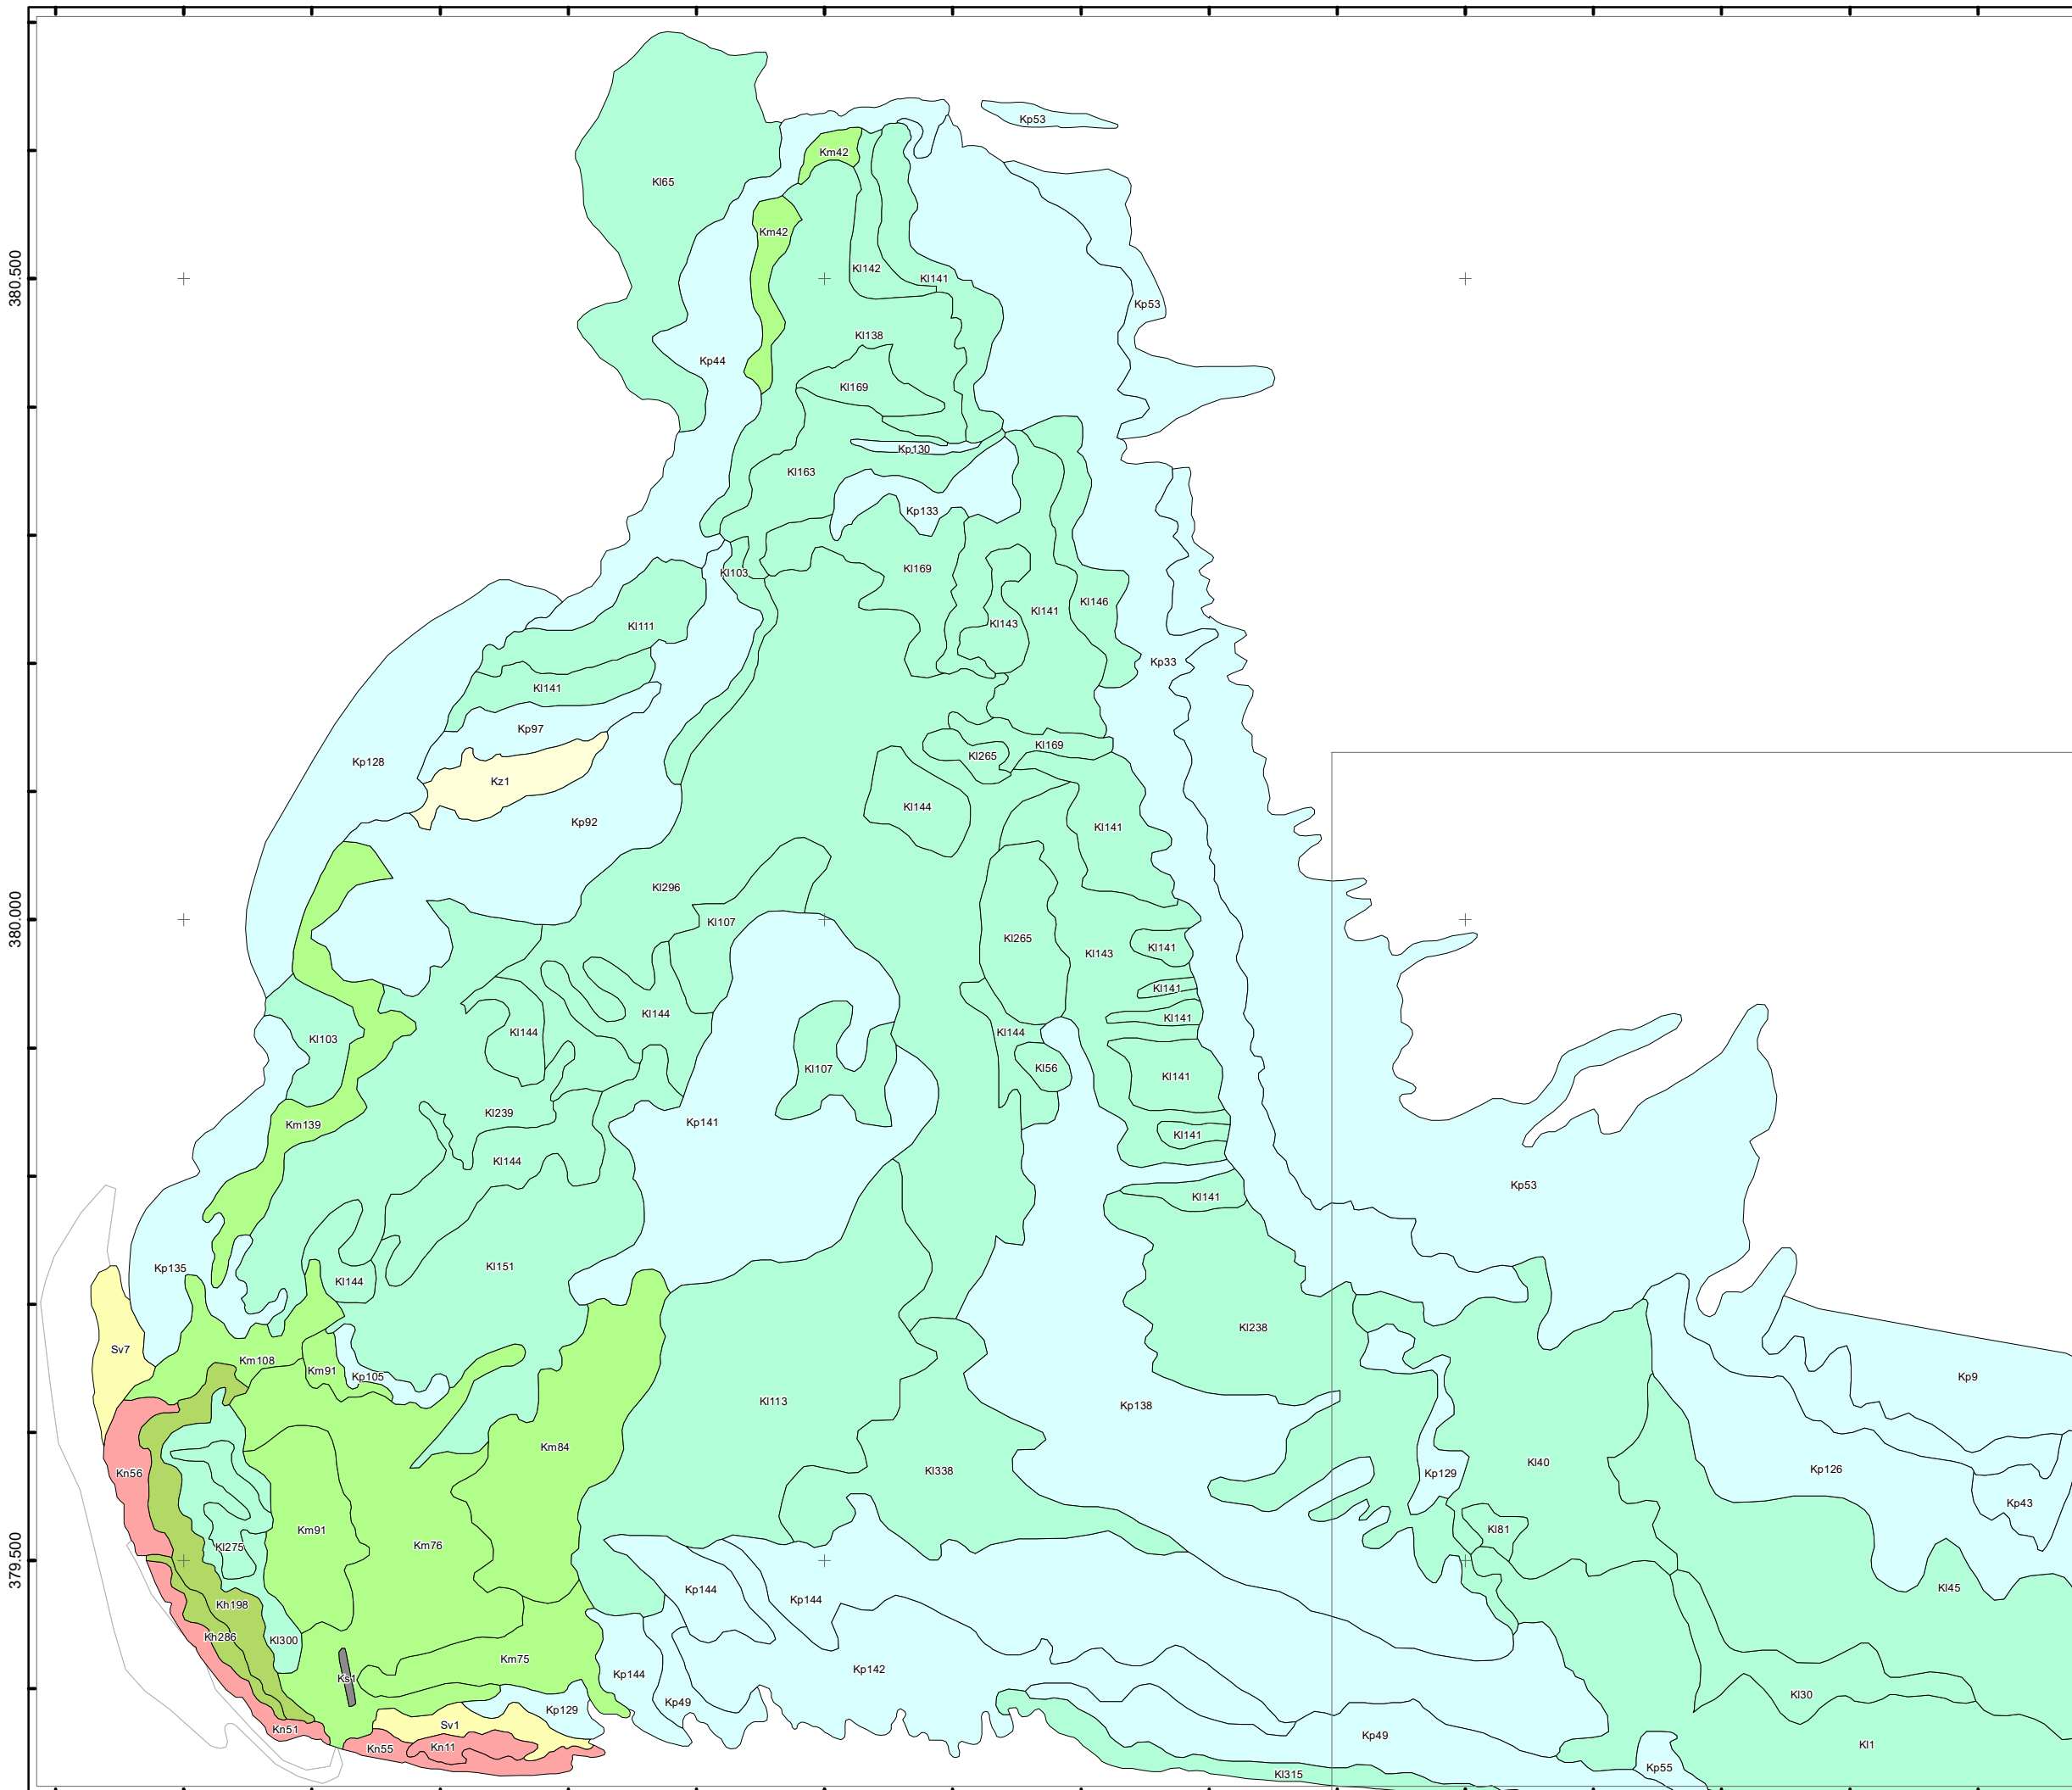 Kp53
Km42
Kl65
Km42
Kl142
Kl141
380.500
Kp53
Kl138
Kp44
Kl169
Kp130
Kl163
Kp133
Kl169
Kl103
Kl146
Kl141
Kl143
Kl111
Kp33
Kl141
Kp97
Kl169
Kl265
Kp128
Kz1
Kl144
Kp92
Kl141
Kl296
380.000
Kl107
Kl265
Kl141
Kl143
Kl141
Kl144
Kl141
Kl144
Kl144
Kl103
Kl56
Kl107
Kl141
Kl239
Kp141
Km139
Kl141
Kl144
Kp53
Kl141
Kl151
Kp135
Kl144
Kl238
Sv7
Km108
Km91
Kp105
Kp9
Kl113
Kp138
Km84
Kl40
Kp126
Kl338
Kn56
Kp129
Kp43
Kl81
Km91
Km76
Kl275
379.500
Kl45
Kp144
Kp144
Kh198
Kh286
Kl300
Km75
Kp142
Kp144
Ks1
Kl30
Kp49
Kp129
Sv1
Kn51
Kp49
Kn11
Kn55
Kl1
Kp55
Kl315